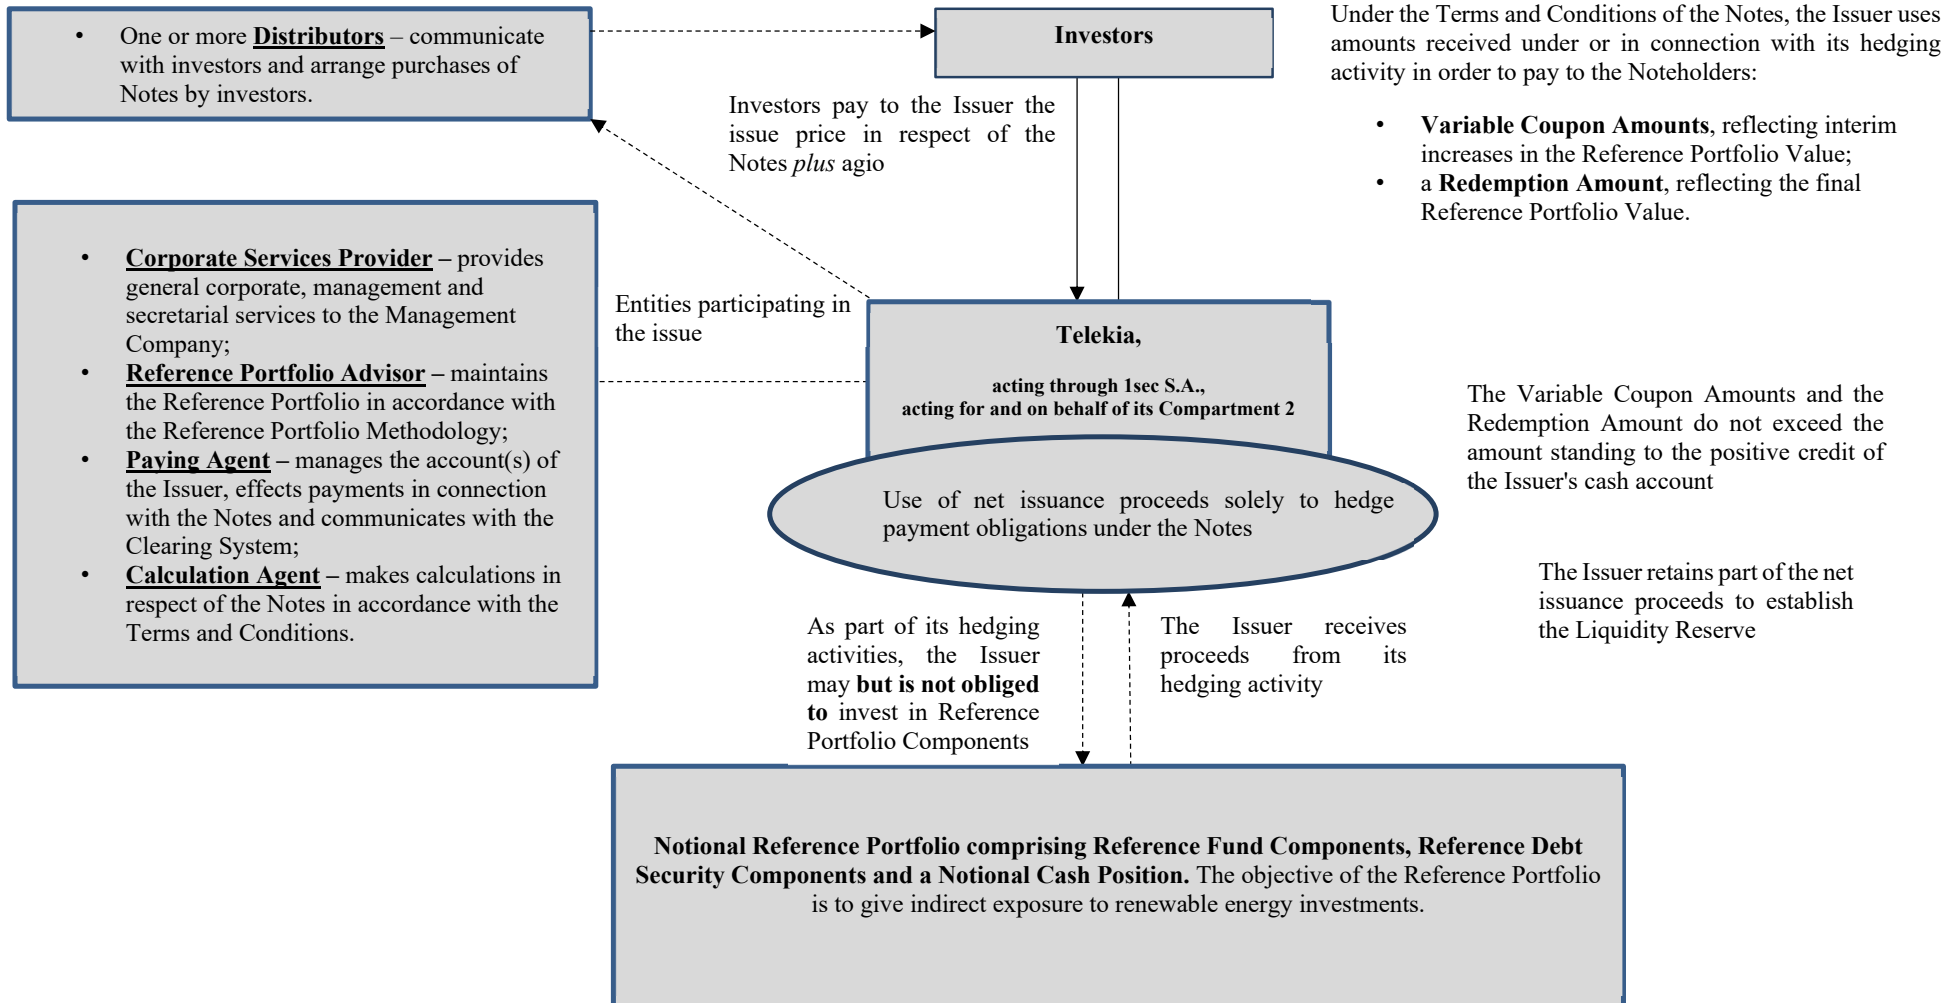 • One or more Distributors – communicate
with investors and arrange purchases of
Notes by investors.
Investors
Under the Terms and Conditions of the Notes, the Issuer uses
amounts received under or in connection with its hedging
activity in order to pay to the Noteholders:
• Variable Coupon Amounts, reflecting interim
increases in the Reference Portfolio Value;
• a Redemption Amount, reflecting the final
Reference Portfolio Value.
Investors pay to the Issuer the
issue price in respect of the
Notes plus agio
• Corporate Services Provider – provides
general corporate, management and
secretarial services to the Management
Company;
• Reference Portfolio Advisor – maintains
the Reference Portfolio in accordance with
the Reference Portfolio Methodology;
• Paying Agent – manages the account(s) of
the Issuer, effects payments in connection
with the Notes and communicates with the
Clearing System;
• Calculation Agent – makes calculations in
respect of the Notes in accordance with the
Terms and Conditions.
Entities participating in
the issue
Telekia,
acting through 1sec S.A.,
acting for and on behalf of its Compartment 2
Use of net issuance proceeds solely to hedge
payment obligations under the Notes
The Variable Coupon Amounts and the
Redemption Amount do not exceed the
amount standing to the positive credit of
the Issuer's cash account
The Issuer retains part of the net
issuance proceeds to establish
the Liquidity Reserve
As part of its hedging
activities, the Issuer
may but is not obliged
to invest in Reference
Portfolio Components
The Issuer receives
proceeds from its
hedging activity
Notional Reference Portfolio comprising Reference Fund Components, Reference Debt
Security Components and a Notional Cash Position. The objective of the Reference Portfolio
is to give indirect exposure to renewable energy investments.